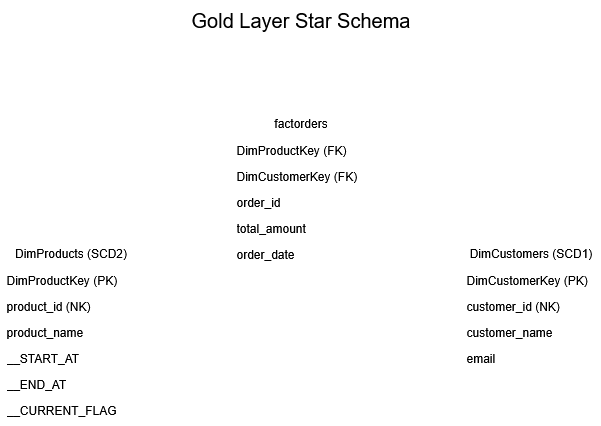 Gold Layer Star Schema
factorders
DimProductKey (FK)
DimCustomerKey (FK)
order_id
total_amount
order_date
DimProducts (SCD2)
DimProductKey (PK)
product_id (NK)
product_name
__START_AT
__END_AT
__CURRENT_FLAG
DimCustomers (SCD1)
DimCustomerKey (PK)
customer_id (NK)
customer_name
email